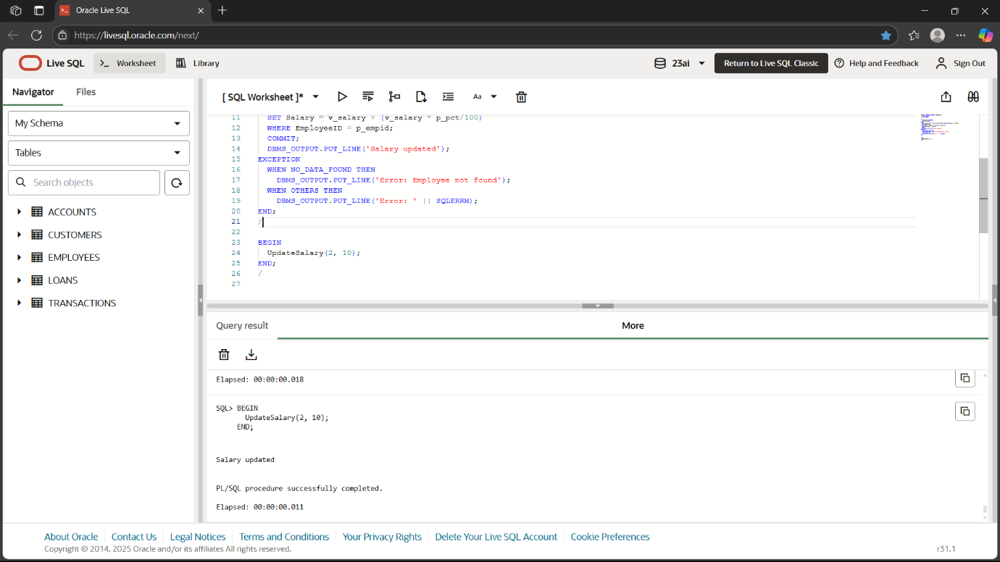 Oracle Live SQL
https://livesql.oracle.com/next/
Live SQL
Worksheet
Library
23ai
Return to Live SQL Classic
Help and Feedback
Sign Out
Navigator
Files
My Schema
Tables
Search objects
ACCOUNTS
CUSTOMERS
EMPLOYEES
LOANS
TRANSACTIONS
[ SQL Worksheet ]*
Aa
11 SET Salary = v_salary + (v_salary * p_pct/100)
12 WHERE EmployeeID = p_empid;
13 COMMIT;
14 DBMS_OUTPUT.PUT_LINE('Salary updated');
15 EXCEPTION
16 WHEN NO_DATA_FOUND THEN
17 DBMS_OUTPUT.PUT_LINE('Error: Employee not found');
18 WHEN OTHERS THEN
19 DBMS_OUTPUT.PUT_LINE('Error: ' || SQLERRM);
20 END;
21 /
22
23 BEGIN
24 UpdateSalary(2, 10);
25 END;
26 /
27
Query result
More
Elapsed: 00:00:00.018
SQL> BEGIN
UpdateSalary(2, 10);
END;
Salary updated
PL/SQL procedure successfully completed.
Elapsed: 00:00:00.011
About Oracle
Contact Us
Legal Notices
Terms and Conditions
Your Privacy Rights
Delete Your Live SQL Account
Cookie Preferences
Copyright © 2014, 2025 Oracle and/or its affiliates All rights reserved.
r31.1